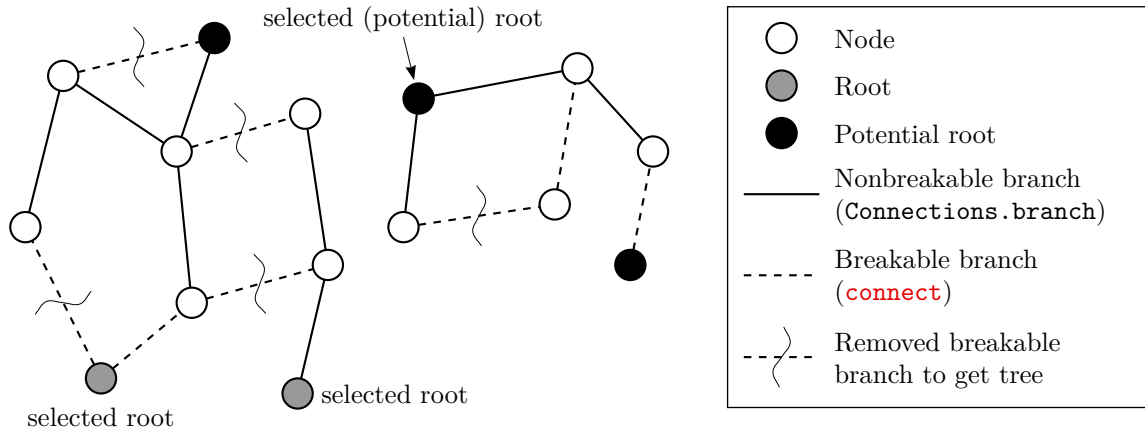 selected (potential) root
selected root
selected root
Node
Root
Potential root
Nonbreakable branch
(Connections.branch)
Breakable branch
(connect)
Removed breakable
branch to get tree